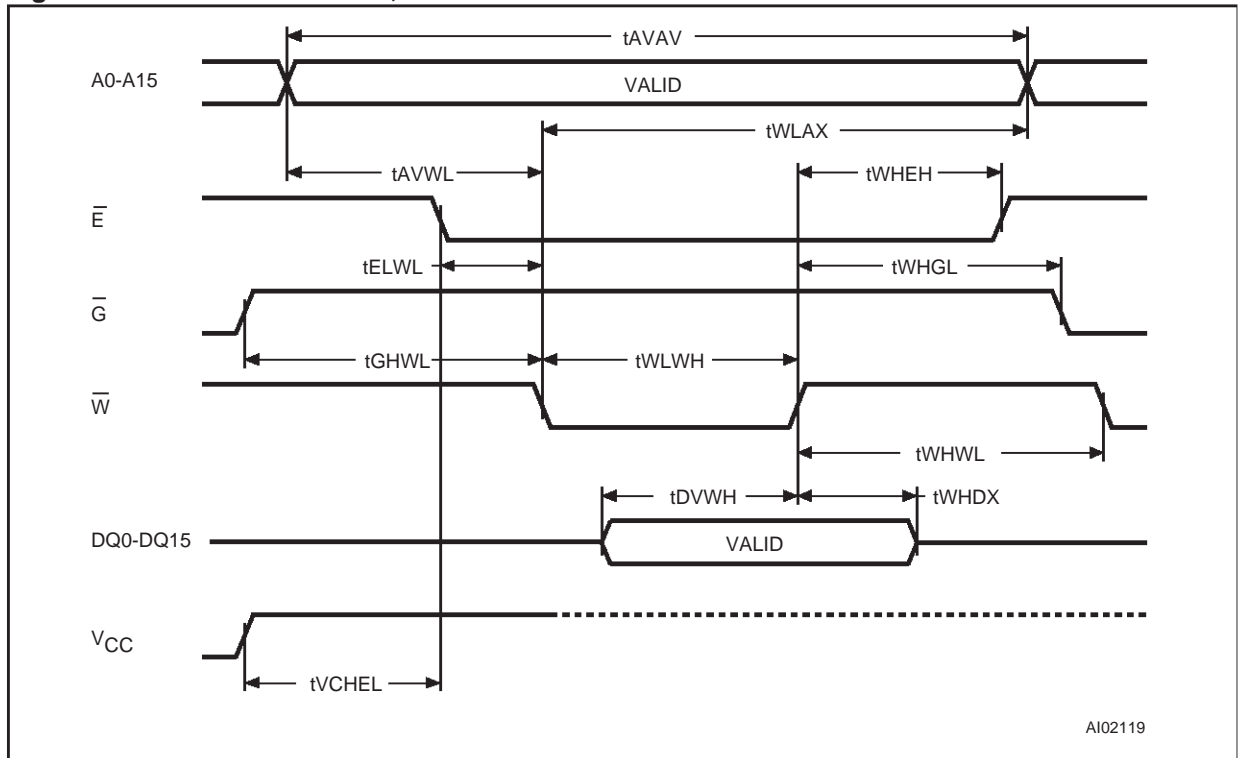 tAVAV
A0-A15
VALID
tWLAX
tAVWL
tWHEH
E
tELWL
tWHGL
G
tGHWL
tWLWH
W
tWHWL
tDVWH
tWHDX
DQ0-DQ15
VALID
VCC
tVCHEL
AI02119